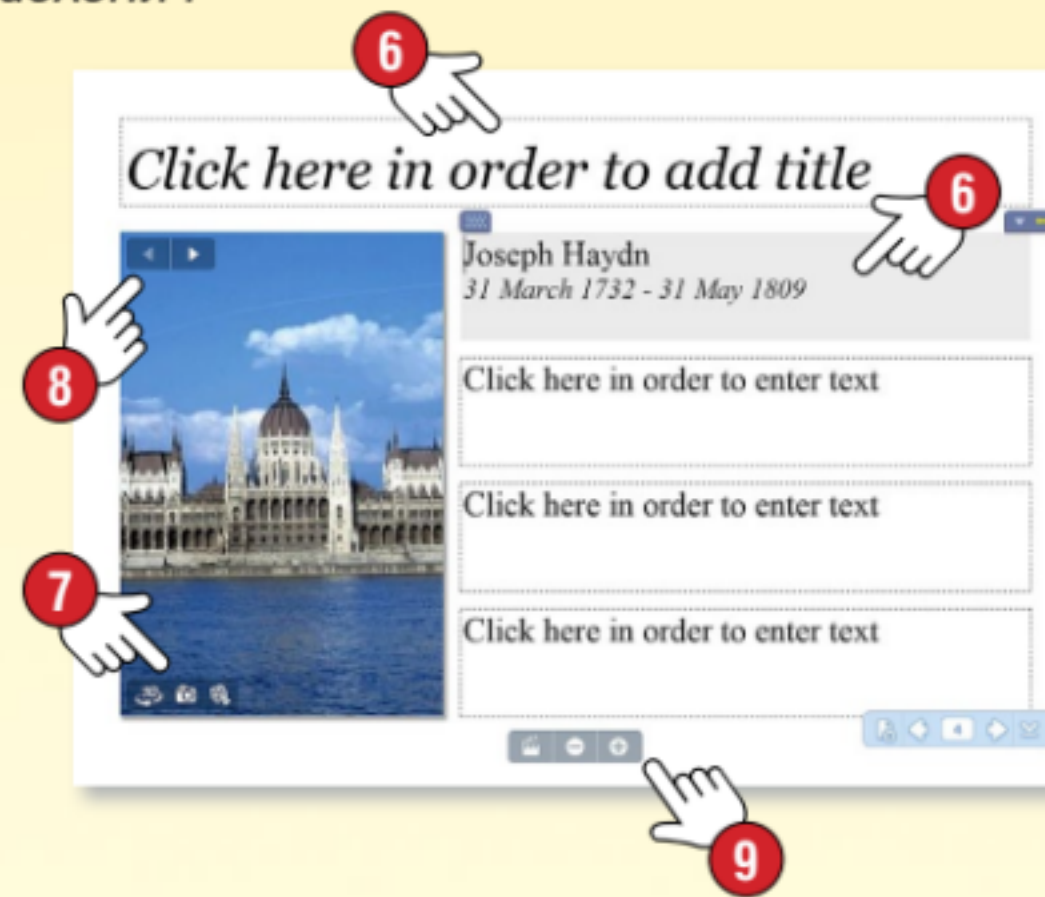 6
Click here in order to add title
6
Joseph Haydn
31 March 1732 - 31 May 1809
8
Click here in order to enter text
Click here in order to enter text
7
Click here in order to enter text
4
9